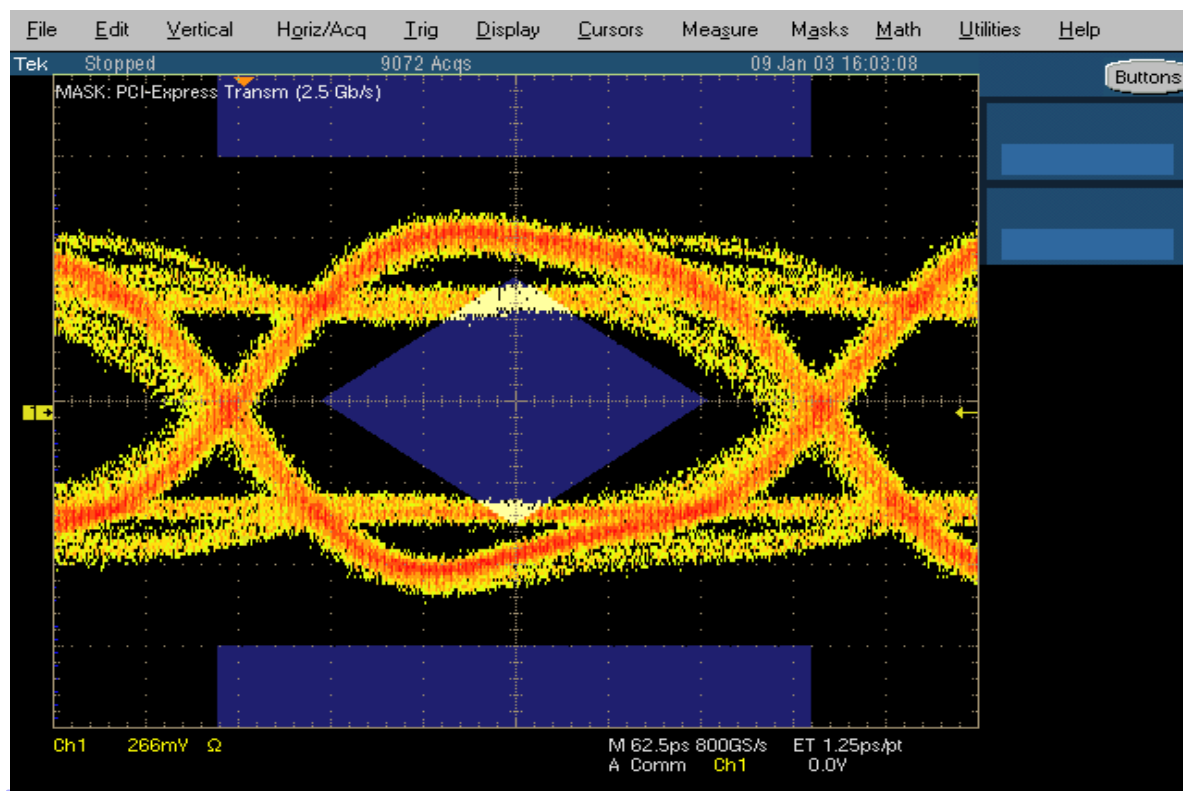 File Edit Vertical Horiz/Acq Trig Display Cursors Measure Masks Math Utilities Help
Tek Stopped 9072 Acqs 09 Jan 03 16:03:08
Buttons
MASK: PCI-Express Transm (2.5 Gb/s)
1
Ch1 266mV Ω M 62.5ps 800GS/s ET 1.25ps/pt
A Comm Ch1 0.0V